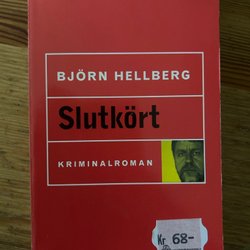 BJÖRN HELLBERG
Slutkört
KRIMINALROMAN
Kr 68-